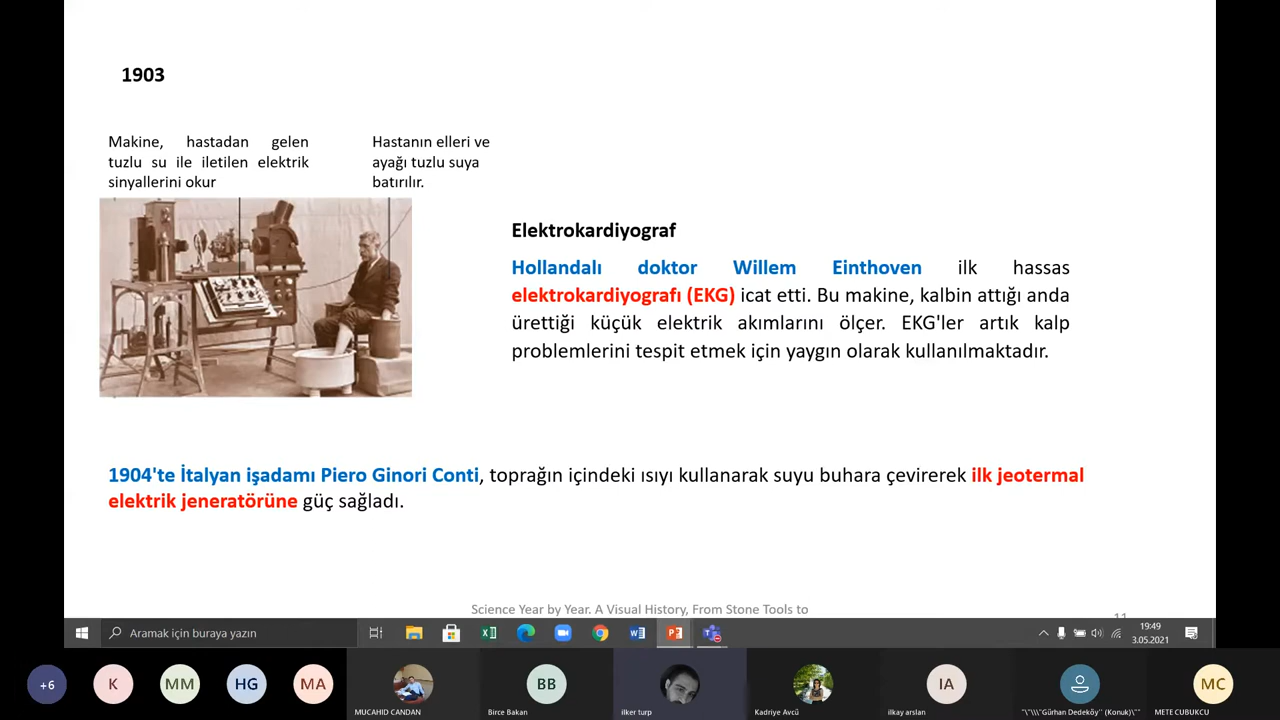 1903
Makine, hastadan gelen
tuzlu su ile iletilen elektrik
sinyallerini okur
Hastanın elleri ve
ayağı tuzlu suya
batırılır.
Elektrokardiyograf
Hollandalı doktor Willem Einthoven ilk hassas
elektrokardiyografı (EKG) icat etti. Bu makine, kalbin attığı anda
ürettiği küçük elektrik akımlarını ölçer. EKG'ler artık kalp
problemlerini tespit etmek için yaygın olarak kullanılmaktadır.
1904'te İtalyan işadamı Piero Ginori Conti, toprağın içindeki ısıyı kullanarak suyu buhara çevirerek ilk jeotermal
elektrik jeneratörüne güç sağladı.
Science Year by Year. A Visual History, From Stone Tools to
11
Aramak için buraya yazın
19:49
3.05.2021
+6
K
MM
HG
MA
MUCAHID CANDAN
BB
Birce Bakan
ilker turp
Kadriye Avcü
IA
ilkay arslan
"\"\\\"Gürhan Dedeköy'' (Konuk)\""
MC
METE CUBUKCU